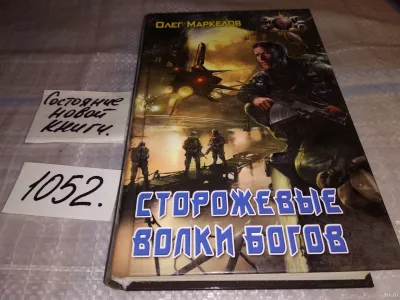 Олег Маркелов
Состояние
новой
книги.
1052.
СТОРОЖЕВЫЕ
ВОЛКИ БОГОВ